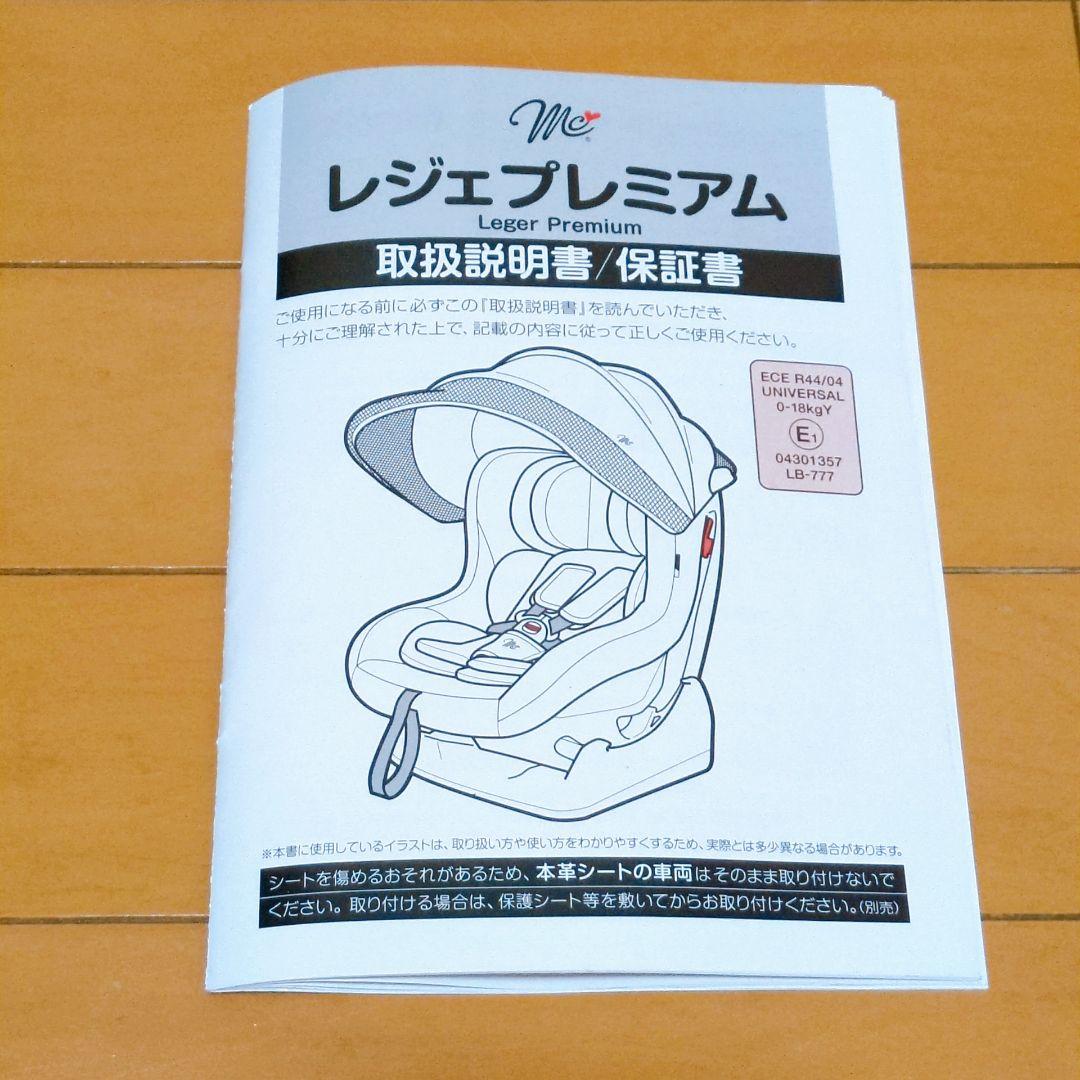 mc
レジェプレミアム
Leger Premium
取扱説明書/保証書
ご使用になる前に必ずこの『取扱説明書』を読んでいただき、
十分にご理解された上で、記載の内容に従って正しくご使用ください。
ECE R44/04
UNIVERSAL
0-18kgY
E1
04301357
LB-777
mc
mc
※本書に使用しているイラストは、取り扱い方や使い方をわかりやすくするため、実際とは多少異なる場合があります。
シートを傷めるおそれがあるため、本革シートの車両はそのまま取り付けないで
ください。取り付ける場合は、保護シート等を敷いてからお取り付けください。(別売)